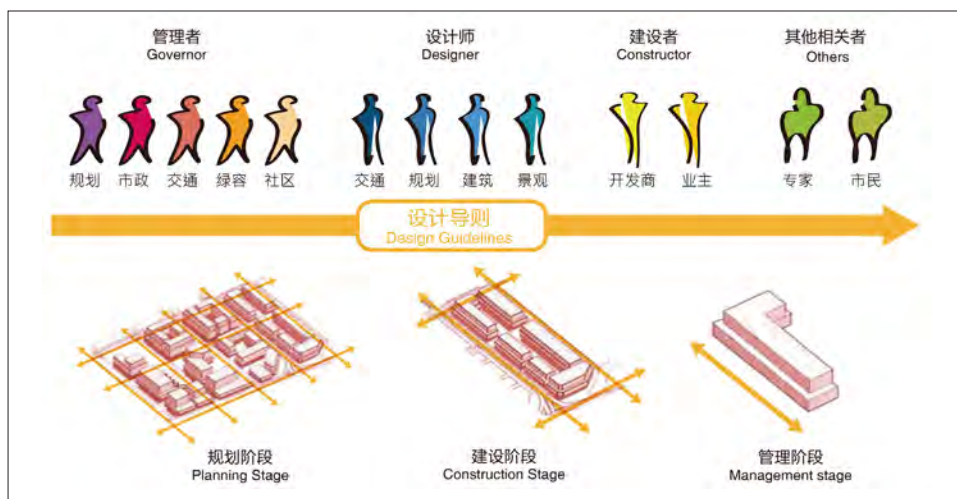 管理者
Governor
设计师
Designer
建设者
Constructor
其他相关者
Others
规划 市政 交通 绿容 社区
交通 规划 建筑 景观
开发商 业主
专家 市民
设计导则
Design Guidelines
规划阶段
Planning Stage
建设阶段
Construction Stage
管理阶段
Management stage